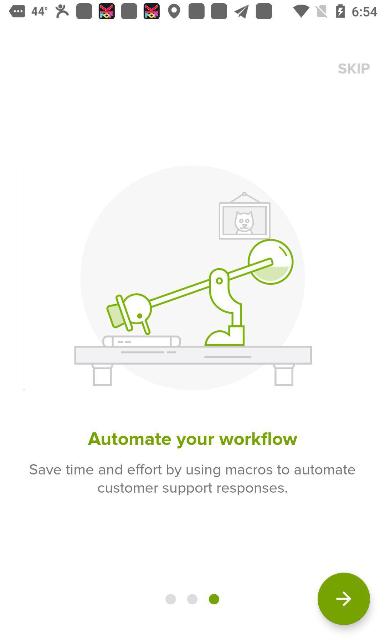 44°
6:54
SKIP
Automate your workflow
Save time and effort by using macros to automate
customer support responses.